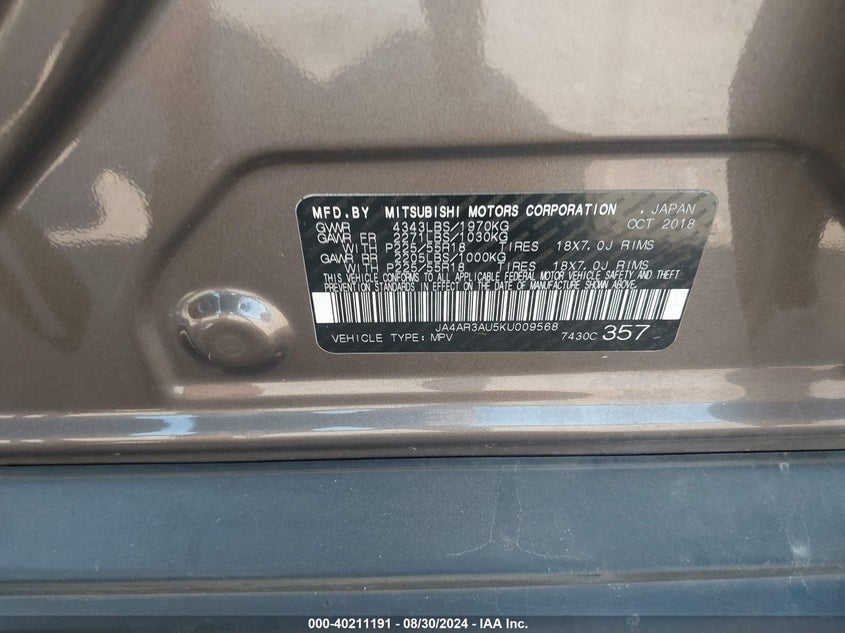 MFD.BY MITSUBISHI MOTORS CORPORATION , JAPAN
GVWR 4343LBS/1970KG OCT 2018
GAWR FR 2271LBS/1030KG
WITH P225/55R18 TIRES 18X7.0J RIMS
GAWR RR 2205LBS/1000KG
WITH P225/55R18 TIRES 18X7.0J RIMS
THIS VEHICLE CONFORMS TO ALL APPLICABLE FEDERAL MOTOR VEHICLE SAFETY AND THEFT
PREVENTION STANDARDS IN EFFECT ON THE DATE OF MANUFACTURE SHOWN ABOVE.
JA4AR3AU5KU009568
VEHICLE TYPE: MPV 7430C 357
000-40211191 - 08/30/2024 - IAA Inc.